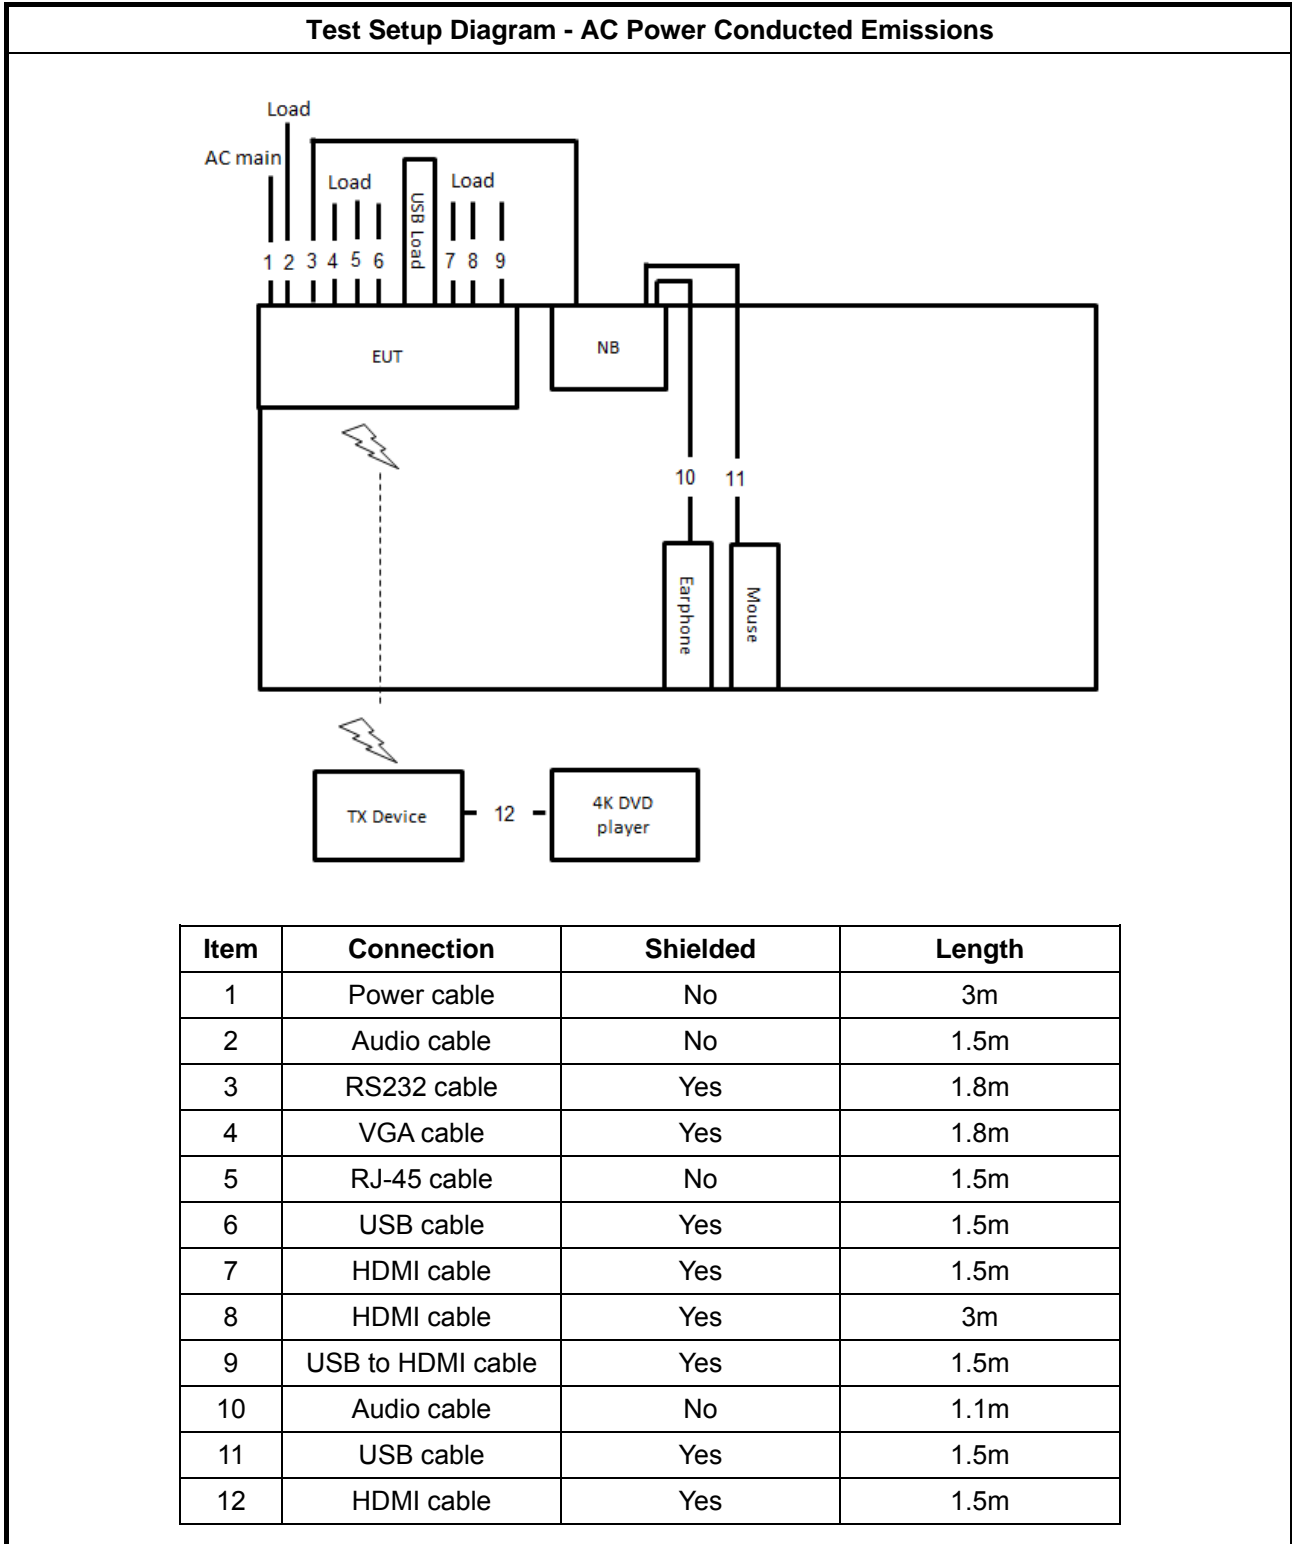 Test Setup Diagram - AC Power Conducted Emissions
Load
AC main
Load
USB Load
Load
1 2 3 4 5 6 7 8 9
EUT
NB
10 11
Earphone
Mouse
TX Device
12
4K DVD
player
Item Connection Shielded Length
1 Power cable No 3m
2 Audio cable No 1.5m
3 RS232 cable Yes 1.8m
4 VGA cable Yes 1.8m
5 RJ-45 cable No 1.5m
6 USB cable Yes 1.5m
7 HDMI cable Yes 1.5m
8 HDMI cable Yes 3m
9 USB to HDMI cable Yes 1.5m
10 Audio cable No 1.1m
11 USB cable Yes 1.5m
12 HDMI cable Yes 1.5m